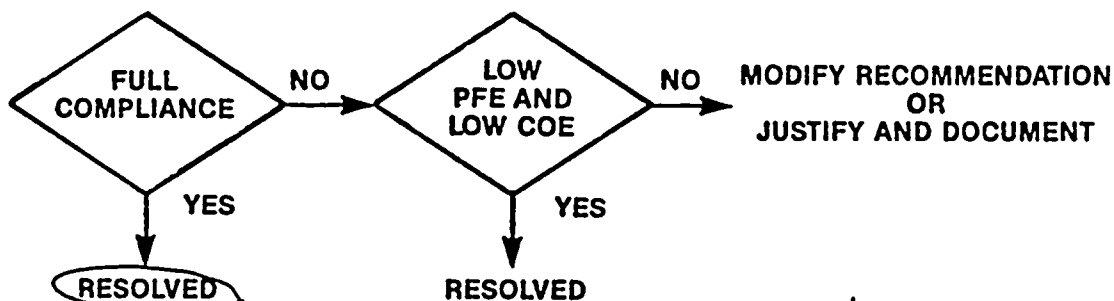 FULL
COMPLIANCE
NO
LOW
PFE AND
LOW COE
NO
MODIFY RECOMMENDATION
OR
JUSTIFY AND DOCUMENT
YES
YES
RESOLVED
RESOLVED